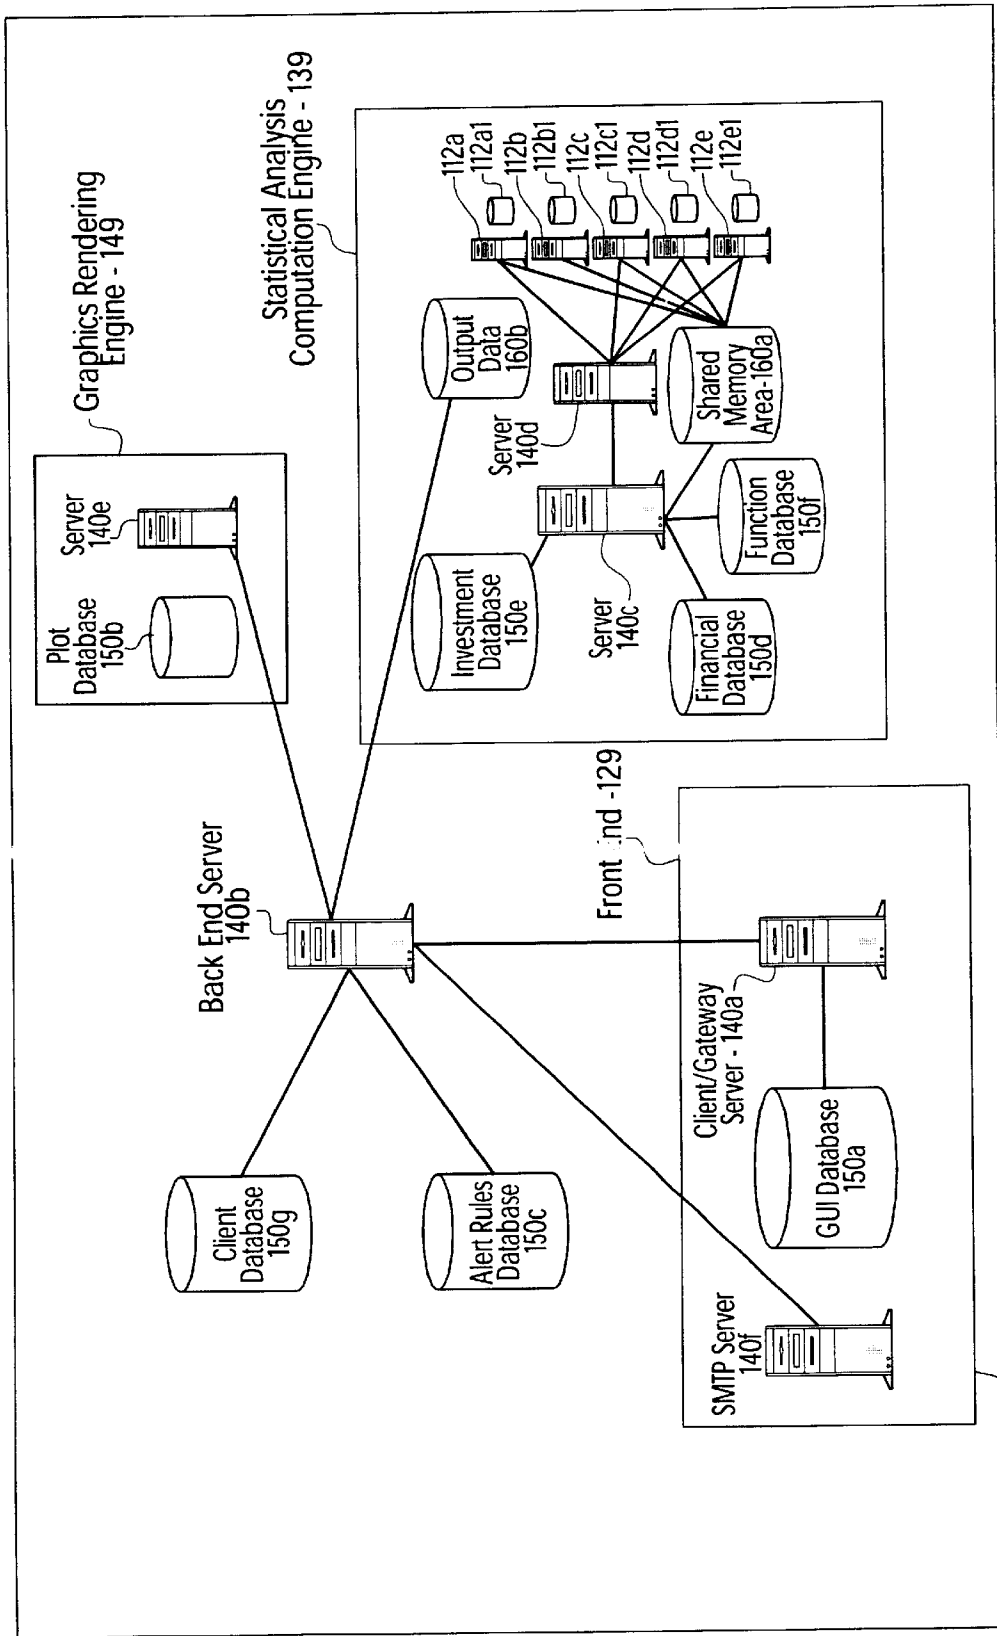 Graphics Rendering
Engine - 149
Server
140e
Plot
Database
150b
Statistical Analysis
Computation Engine - 139
112a
112a1
112b
112b1
112c
112c1
112d
112d1
112e
112e1
Output
Data
160b
Server
140d
Shared
Memory
Area-160a
Investment
Database
150e
Server
140c
Function
Database
150f
Financial
Database
150d
Back End Server
140b
Client
Database
150g
Alert Rules
Database
150c
Front End -129
Client/Gateway
Server - 140a
GUI Database
150a
SMTP Server
140f